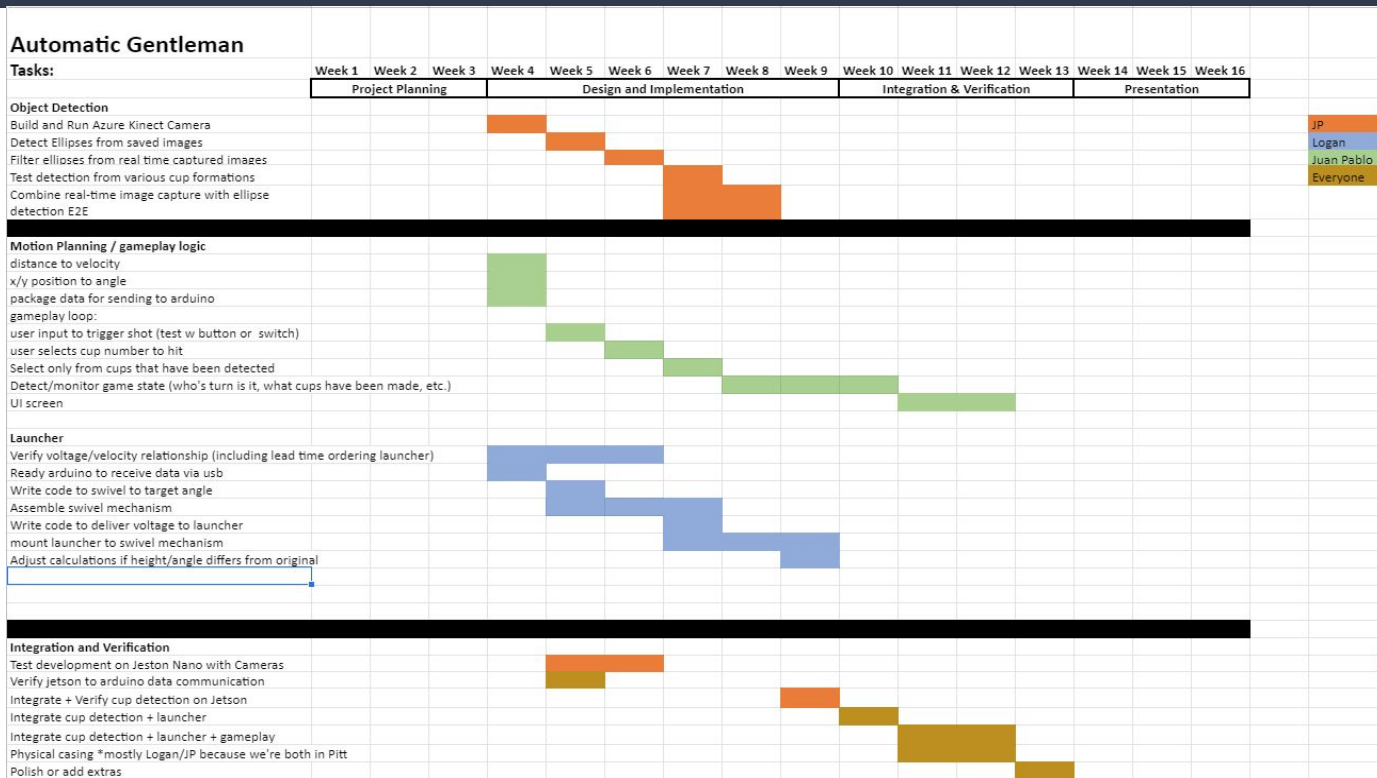 Automatic Gentleman
Tasks: Week 1 Week 2 Week 3 Week 4 Week 5 Week 6 Week 7 Week 8 Week 9 Week 10 Week 11 Week 12 Week 13 Week 14 Week 15 Week 16
Project Planning Design and Implementation Integration & Verification Presentation
Object Detection
Build and Run Azure Kinect Camera JP
Detect Ellipses from saved images Logan
Filter ellipses from real time captured images Juan Pablo
Test detection from various cup formations Everyone
Combine real-time image capture with ellipse
detection E2E
Motion Planning / gameplay logic
distance to velocity
x/y position to angle
package data for sending to arduino
gameplay loop:
user input to trigger shot (test w button or switch)
user selects cup number to hit
Select only from cups that have been detected
Detect/monitor game state (who's turn is it, what cups have been made, etc.)
UI screen
Launcher
Verify voltage/velocity relationship (including lead time ordering launcher)
Ready arduino to receive data via usb
Write code to swivel to target angle
Assemble swivel mechanism
Write code to deliver voltage to launcher
mount launcher to swivel mechanism
Adjust calculations if height/angle differs from original
Integration and Verification
Test development on Jeston Nano with Cameras
Verify jetson to arduino data communication
Integrate + Verify cup detection on Jetson
Integrate cup detection + launcher
Integrate cup detection + launcher + gameplay
Physical casing *mostly Logan/JP because we're both in Pitt
Polish or add extras